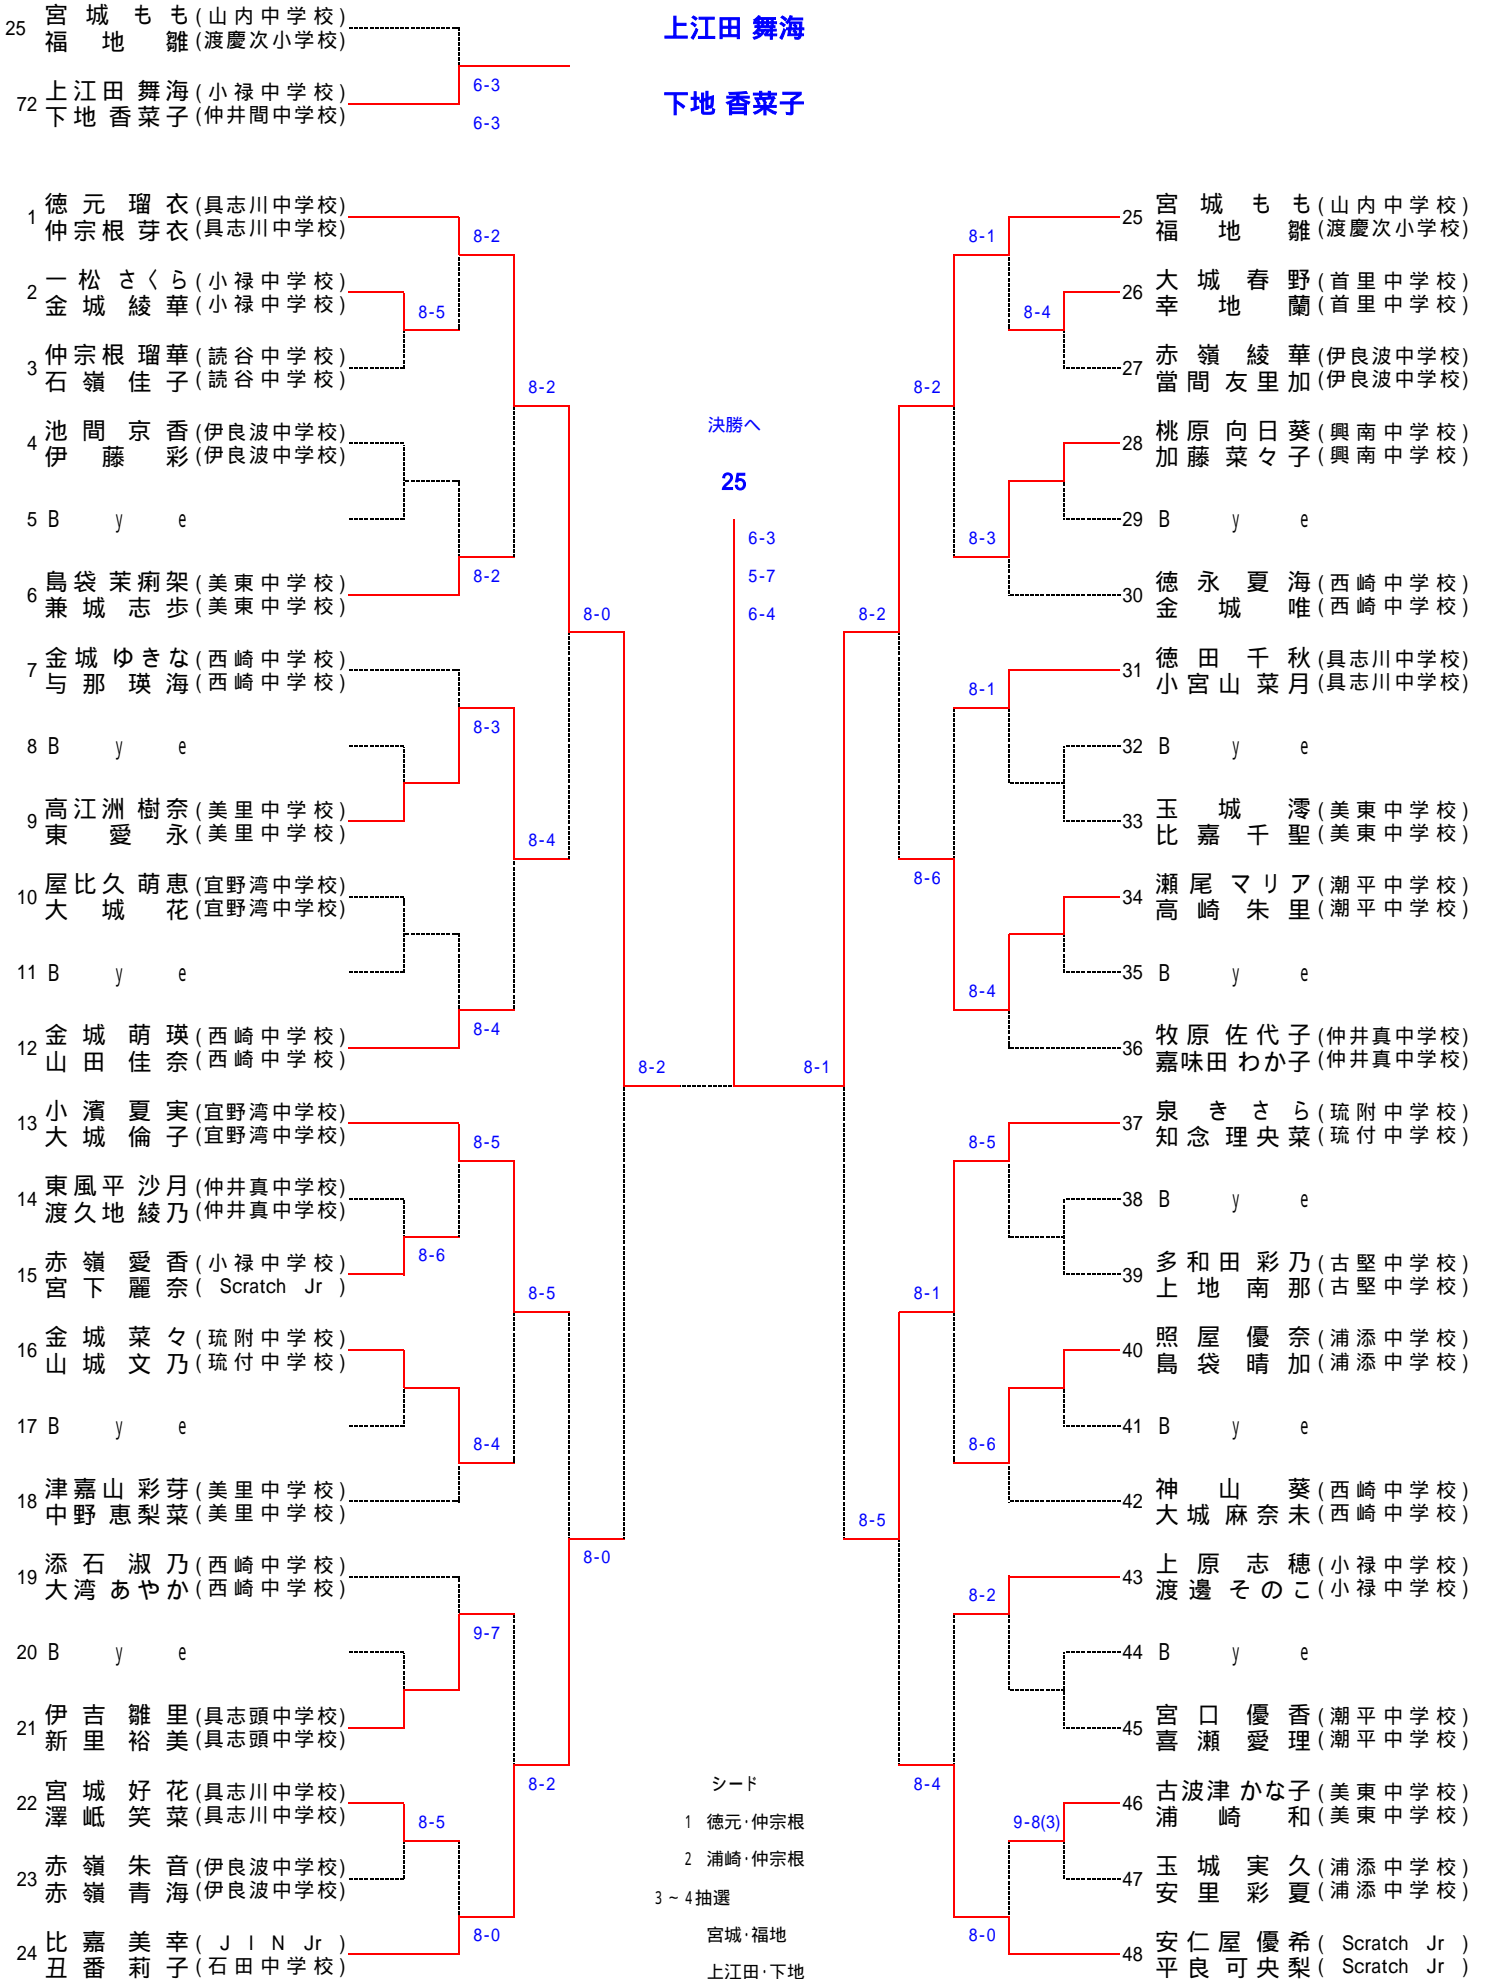 25 宮城 もも (山内中学校)
福地 雛 (渡慶次小学校)
上江田 舞海
72 上江田 舞海 (小禄中学校)
下地 香菜子 (仲井間中学校)
6-3
6-3
下地 香菜子
1 徳元 瑠衣 (具志川中学校)
仲宗根 芽衣 (具志川中学校)
8-2
2 一松 さくら (小禄中学校)
金城 綾華 (小禄中学校)
8-5
3 仲宗根 瑠華 (読谷中学校)
石嶺 佳子 (読谷中学校)
8-2
4 池間 京香 (伊良波中学校)
伊藤 彩 (伊良波中学校)
5 Bye
6 島袋 茉痢架 (美東中学校)
兼城 志歩 (美東中学校)
8-2
8-0
7 金城 ゆきな (西崎中学校)
与那 瑛海 (西崎中学校)
8-3
8 Bye
9 高江洲 樹奈 (美里中学校)
東 愛永 (美里中学校)
8-4
10 屋比久 萌恵 (宜野湾中学校)
大城 花 (宜野湾中学校)
11 Bye
12 金城 萌瑛 (西崎中学校)
山田 佳奈 (西崎中学校)
8-4
8-2
13 小濱 夏実 (宜野湾中学校)
大城 倫子 (宜野湾中学校)
8-5
14 東風平 沙月 (仲井真中学校)
渡久地 綾乃 (仲井真中学校)
15 赤嶺 愛香 (小禄中学校)
宮下 麗奈 (Scratch Jr)
8-6
8-5
16 金城 菜々 (琉附中学校)
山城 文乃 (琉付中学校)
17 Bye
8-4
18 津嘉山 彩芽 (美里中学校)
中野 恵梨菜 (美里中学校)
19 添石 淑乃 (西崎中学校)
大湾 あやか (西崎中学校)
8-0
9-7
20 Bye
21 伊吉 雛里 (具志頭中学校)
新里 裕美 (具志頭中学校)
8-2
22 宮城 好花 (具志川中学校)
澤岻 笑菜 (具志川中学校)
8-5
23 赤嶺 朱音 (伊良波中学校)
赤嶺 青海 (伊良波中学校)
24 比嘉 美幸 (JIN Jr)
丑番 莉子 (石田中学校)
8-0
決勝へ
25
6-3
5-7
6-4
シード
1 徳元・仲宗根
2 浦崎・仲宗根
3～4抽選
宮城・福地
上江田・下地
25 宮城 もも (山内中学校)
福地 雛 (渡慶次小学校)
8-1
26 大城 春野 (首里中学校)
幸地 蘭 (首里中学校)
8-4
27 赤嶺 綾華 (伊良波中学校)
當間 友里加 (伊良波中学校)
8-2
28 桃原 向日葵 (興南中学校)
加藤 菜々子 (興南中学校)
29 Bye
8-3
30 徳永 夏海 (西崎中学校)
金城 唯 (西崎中学校)
8-2
31 徳田 千秋 (具志川中学校)
小宮山 菜月 (具志川中学校)
8-1
32 Bye
33 玉城 澪 (美東中学校)
比嘉 千聖 (美東中学校)
8-6
34 瀬尾 マリア (潮平中学校)
高崎 朱里 (潮平中学校)
35 Bye
8-4
36 牧原 佐代子 (仲井真中学校)
嘉味田 わか子 (仲井真中学校)
8-1
37 泉 きさら (琉附中学校)
知念 理央菜 (琉付中学校)
8-5
38 Bye
39 多和田 彩乃 (古堅中学校)
上地 南那 (古堅中学校)
8-1
40 照屋 優奈 (浦添中学校)
島袋 晴加 (浦添中学校)
41 Bye
8-6
42 神山 葵 (西崎中学校)
大城 麻奈未 (西崎中学校)
8-5
43 上原 志穂 (小禄中学校)
渡邊 そのこ (小禄中学校)
8-2
44 Bye
45 宮口 優香 (潮平中学校)
喜瀬 愛理 (潮平中学校)
8-4
46 古波津 かな子 (美東中学校)
浦崎 和 (美東中学校)
9-8(3)
47 玉城 実久 (浦添中学校)
安里 彩夏 (浦添中学校)
8-0
48 安仁屋 優希 (Scratch Jr)
平良 可央梨 (Scratch Jr)